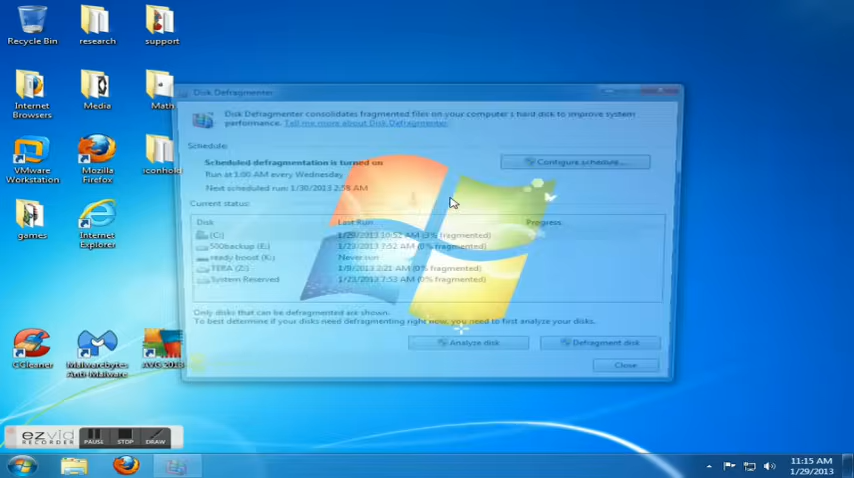 Recycle Bin
research
support
Internet
Browsers
Media
Math
VMware
Workstation
Mozilla
Firefox
iconhold
games
Internet
Explorer
CCleaner
Malwarebytes
Anti-Malware
AVG 2013
Disk Defragmenter
Disk Defragmenter consolidates fragmented files on your computer's hard disk to improve system
performance. Tell me more about Disk Defragmenter.
Schedule:
Scheduled defragmentation is turned on
Run at 1:00 AM every Wednesday
Next scheduled run: 1/30/2013 2:58 AM
Configure schedule...
Current status:
Disk Last Run Progress
(C:) 1/29/2013 10:52 AM (3% fragmented)
500backup (E:) 1/23/2013 7:52 AM (0% fragmented)
ready boost (K:) Never run
TERA (Z:) 1/9/2013 2:21 AM (0% fragmented)
System Reserved 1/23/2013 7:53 AM (0% fragmented)
Only disks that can be defragmented are shown.
To best determine if your disks need defragmenting right now, you need to first analyze your disks.
Analyze disk Defragment disk
Close
ezvid
RECORDER
PAUSE STOP DRAW
11:15 AM
1/29/2013